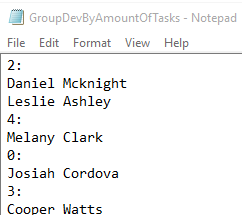 GroupDevByAmountOfTasks - Notepad
File Edit Format View Help
2:
Daniel Mcknight
Leslie Ashley
4:
Melany Clark
0:
Josiah Cordova
3:
Cooper Watts